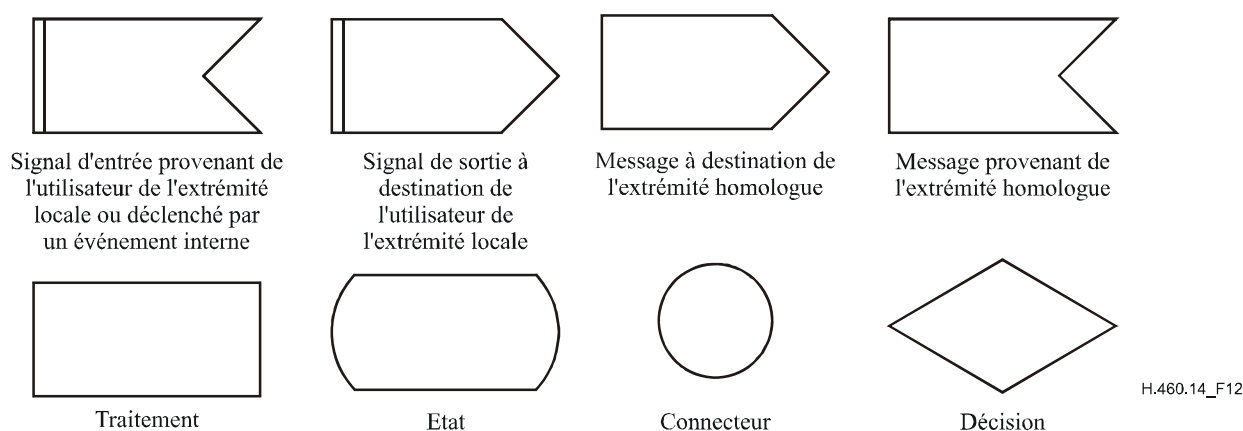 Signal d'entrée provenant de
l'utilisateur de l'extrémité
locale ou déclenché par
un événement interne
Signal de sortie à
destination de
l'utilisateur de
l'extrémité locale
Message à destination de
l'extrémité homologue
Message provenant de
l'extrémité homologue
Traitement
Etat
Connecteur
Décision
H.460.14_F12